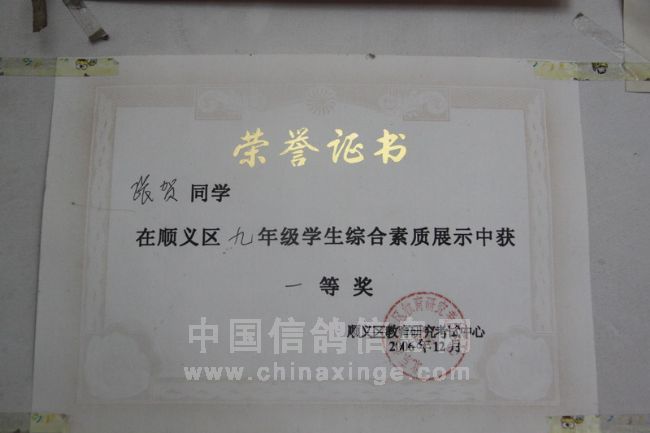 荣誉证书
张贺 同学
在顺义区 九 年级学生综合素质展示中获
一 等 奖
顺义区教育研究考试中心
2006年12月
中国信鸽信息网
www.chinaxinge.com